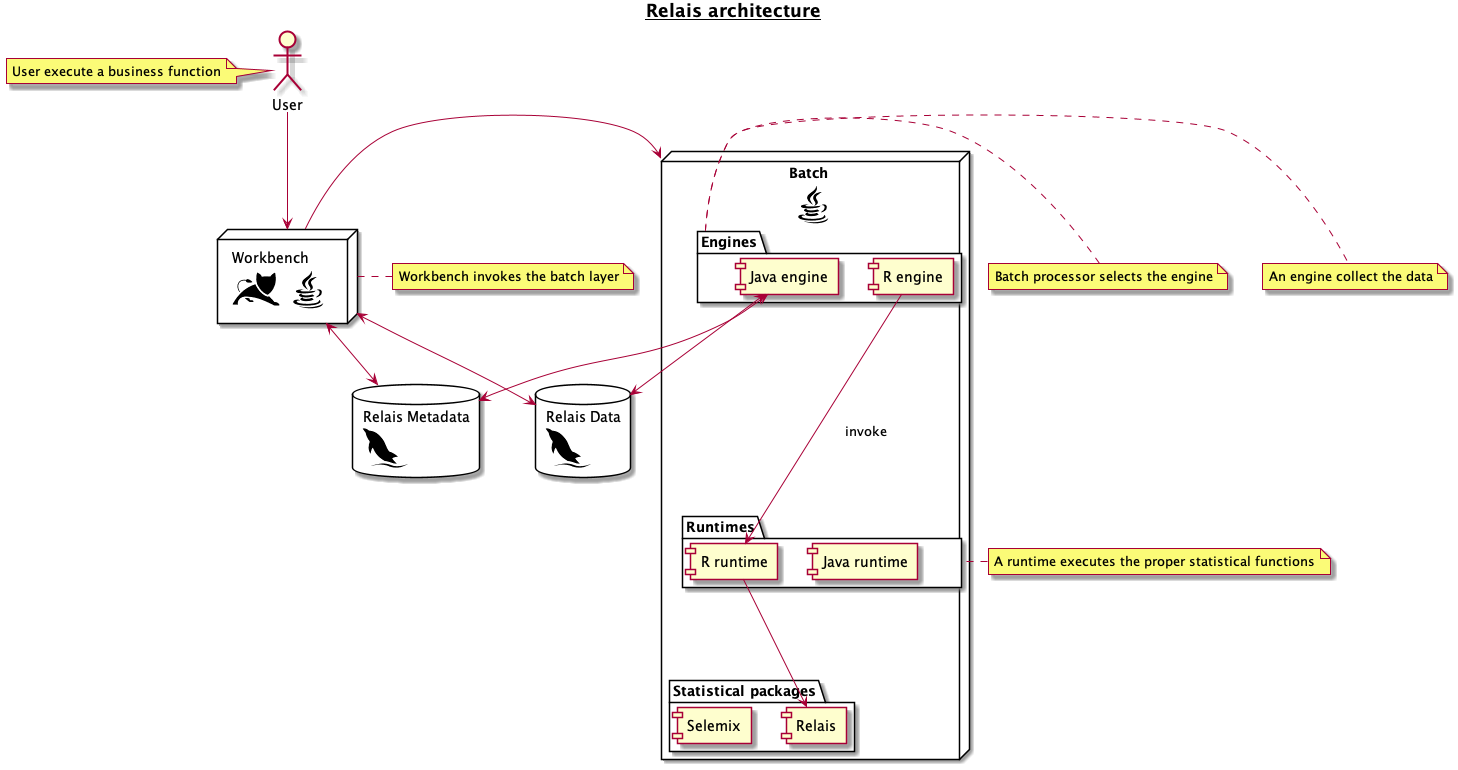 Relais architecture
User execute a business function
User
Batch
Workbench
Workbench invokes the batch layer
Engines
Java engine
R engine
Batch processor selects the engine
An engine collect the data
Relais Metadata
Relais Data
invoke
Runtimes
R runtime
Java runtime
A runtime executes the proper statistical functions
Statistical packages
Selemix
Relais